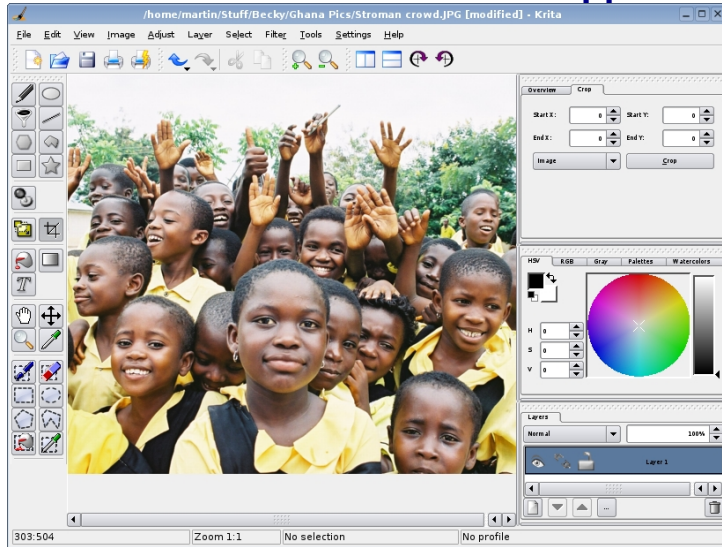 /home/martin/Stuff/Becky/Ghana Pics/Stroman crowd.JPG [modified] - Krita
File Edit View Image Adjust Layer Select Filter Tools Settings Help
Overview Crop
Start X: 0 Start Y: 0
End X: 0 End Y: 0
Image Crop
HSV RGB Gray Palettes Watercolors
H 0
S 0
V 0
Layers
Normal 100%
Layer 1
303:504 Zoom 1:1 No selection No profile